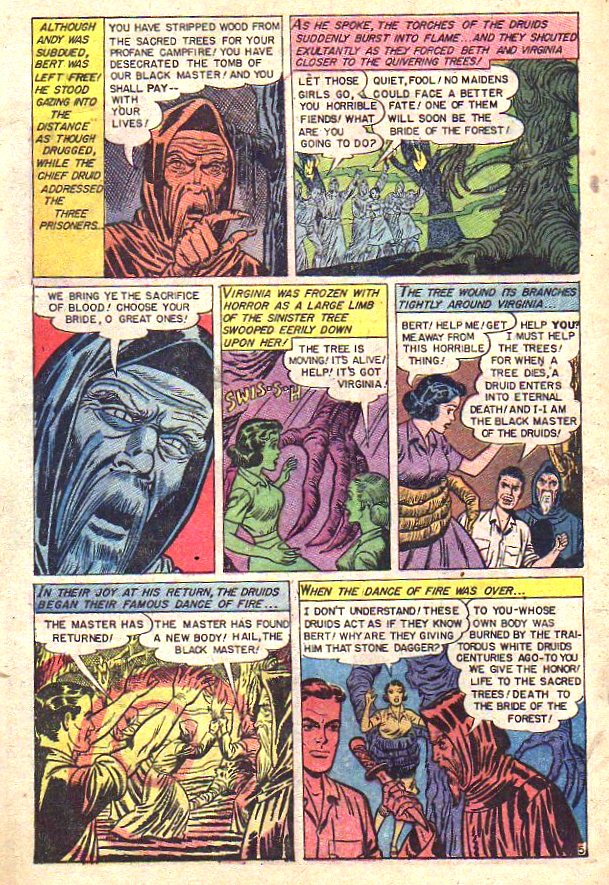 ALTHOUGH
ANDY WAS
SUBDUED,
BERT WAS
LEFT FREE!
HE STOOD
GAZING INTO
THE
DISTANCE
AS THOUGH
DRUGGED,
WHILE THE
CHIEF DRUID
ADDRESSED
THE
THREE
PRISONERS...
YOU HAVE STRIPPED WOOD FROM
THE SACRED TREES FOR YOUR
PROFANE CAMPFIRE! YOU HAVE
DESECRATED THE TOMB OF
OUR BLACK MASTER! AND YOU
SHALL PAY--
WITH
YOUR
LIVES!
AS HE SPOKE, THE TORCHES OF THE DRUIDS
SUDDENLY BURST INTO FLAME...AND THEY SHOUTED
EXULTANTLY AS THEY FORCED BETH AND VIRGINIA
CLOSER TO THE QUIVERING TREES!
LET THOSE
GIRLS GO,
YOU HORRIBLE
FIENDS! WHAT
ARE YOU
GOING TO DO?
QUIET, FOOL! NO MAIDENS
COULD FACE A BETTER
FATE! ONE OF THEM
WILL SOON BE THE
BRIDE OF THE FOREST!
WE BRING YE THE SACRIFICE
OF BLOOD! CHOOSE YOUR
BRIDE, O GREAT ONES!
VIRGINIA WAS FROZEN WITH
HORROR AS A LARGE LIMB
OF THE SINISTER TREE
SWOOPED EERILY DOWN
UPON HER!
THE TREE IS
MOVING! IT'S ALIVE!
HELP! IT'S GOT
VIRGINIA!
SWIS-S-H
THE TREE WOUND ITS BRANCHES
TIGHTLY AROUND VIRGINIA...
BERT! HELP ME! GET
ME AWAY FROM
THIS HORRIBLE
THING!
HELP YOU?
I MUST HELP
THE TREES!
FOR WHEN A
TREE DIES, A
DRUID ENTERS
INTO ETERNAL
DEATH! AND I-I AM
THE BLACK MASTER
OF THE DRUIDS!
IN THEIR JOY AT HIS RETURN, THE DRUIDS
BEGAN THEIR FAMOUS DANCE OF FIRE...
THE MASTER HAS
RETURNED!
THE MASTER HAS FOUND
A NEW BODY! HAIL, THE
BLACK MASTER!
WHEN THE DANCE OF FIRE WAS OVER...
I DON'T UNDERSTAND! THESE
DRUIDS ACT AS IF THEY KNOW
BERT! WHY ARE THEY GIVING
HIM THAT STONE DAGGER?
TO YOU-WHOSE
OWN BODY WAS
BURNED BY THE TRAI-
TOROUS WHITE DRUIDS
CENTURIES AGO-TO YOU
WE GIVE THE HONOR!
LIFE TO THE SACRED
TREES! DEATH TO
THE BRIDE OF THE
FOREST!
5